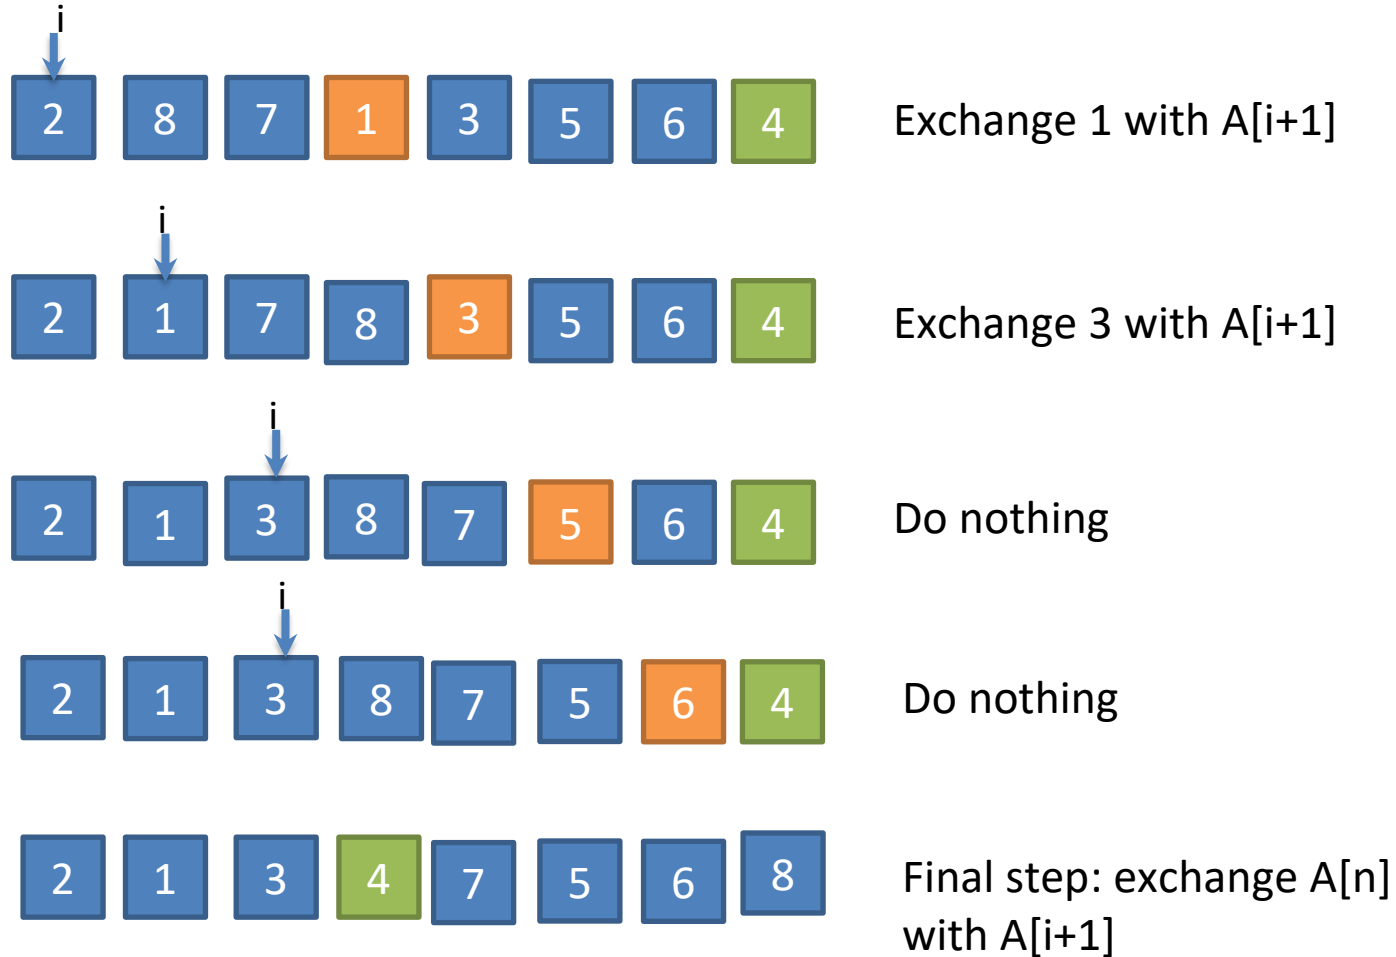 i
2 8 7 1 3 5 6 4 Exchange 1 with A[i+1]
i
2 1 7 8 3 5 6 4 Exchange 3 with A[i+1]
i
2 1 3 8 7 5 6 4 Do nothing
i
2 1 3 8 7 5 6 4 Do nothing
2 1 3 4 7 5 6 8 Final step: exchange A[n]
with A[i+1]